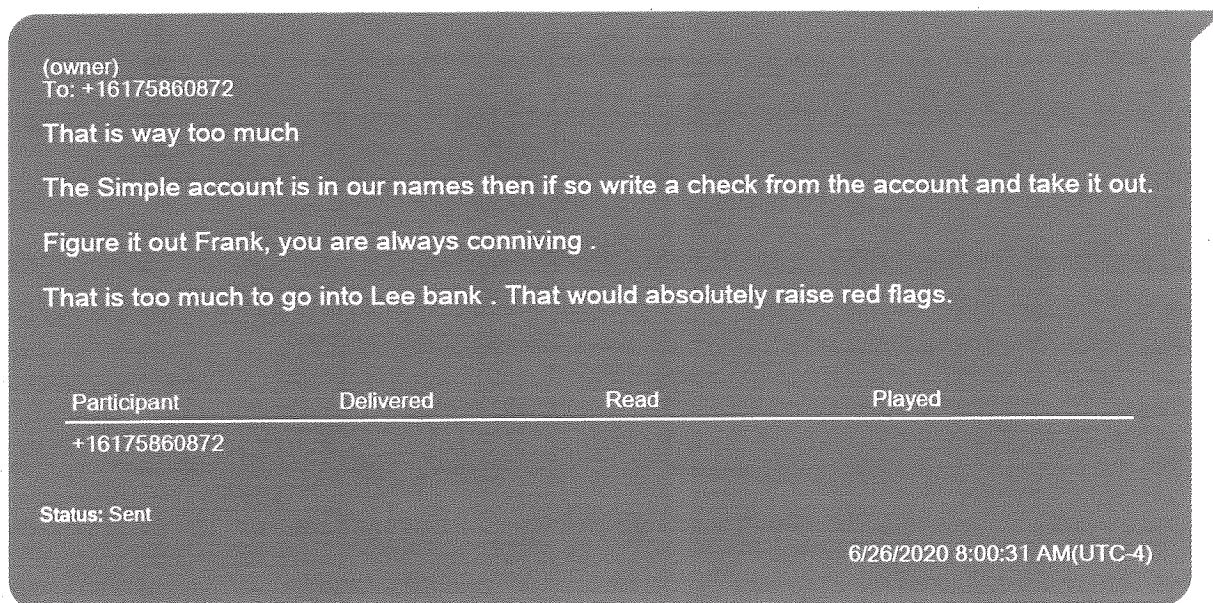 (owner)
To: +16175860872
That is way too much
The Simple account is in our names then if so write a check from the account and take it out.
Figure it out Frank, you are always conniving .
That is too much to go into Lee bank . That would absolutely raise red flags.
Participant Delivered Read Played
+16175860872
Status: Sent
6/26/2020 8:00:31 AM(UTC-4)